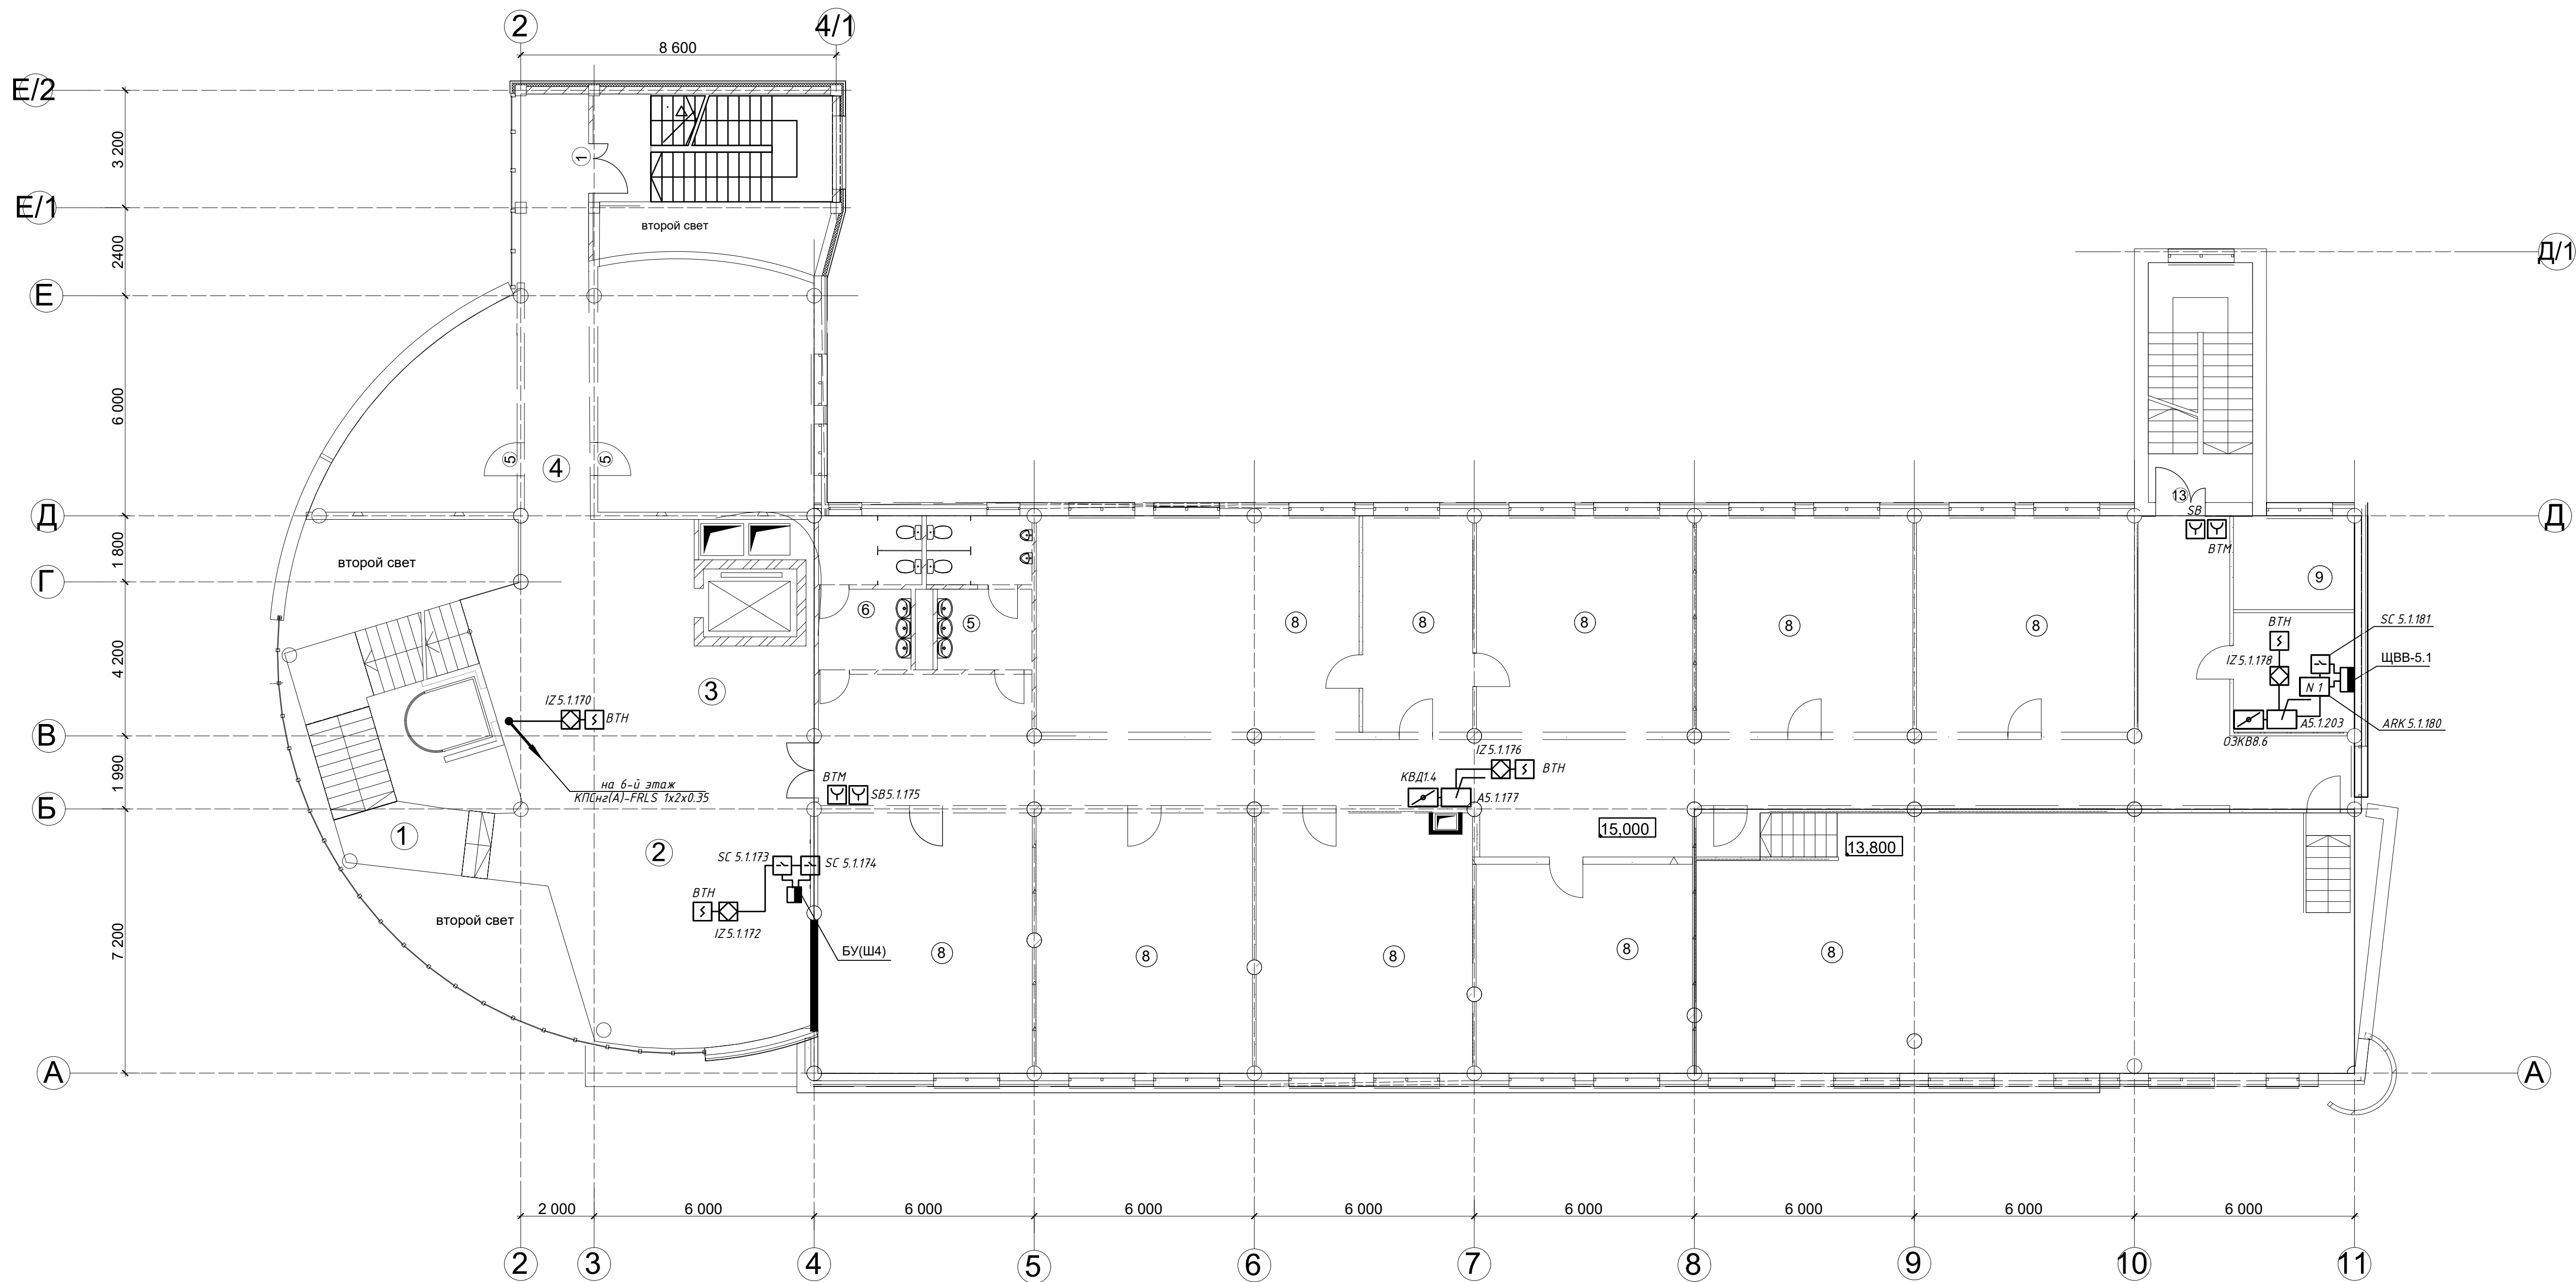 2
4/1
8 600
Е/2
3 200
1
Е/1
второй свет
2400
Д/1
Е
6 000
5
4
5
13
SB
Д
Д
1 800
второй свет
ВТМ
Г
9
6
5
8
8
8
8
8
SC 5.1.181
ВТН
ЩВВ-5.1
IZ 5.1.178
4 200
3
N 1
IZ 5.1.170
ВТН
А5.1.203
ARK 5.1.180
В
ОЗКВ8.6
IZ 5.1.176
1 990
на 6-й этаж
КПСнг(А)-FRLS 1х2х0.35
ВТМ
SB5.1.175
КВД1.4
ВТН
А5.1.177
Б
15,000
1
13,800
2
SC 5.1.173
SC 5.1.174
ВТН
второй свет
IZ 5.1.172
7 200
БУ(Ш4)
8
8
8
8
8
А
А
2 000
6 000
6 000
6 000
6 000
6 000
6 000
6 000
6 000
2
3
4
5
6
7
8
9
10
11